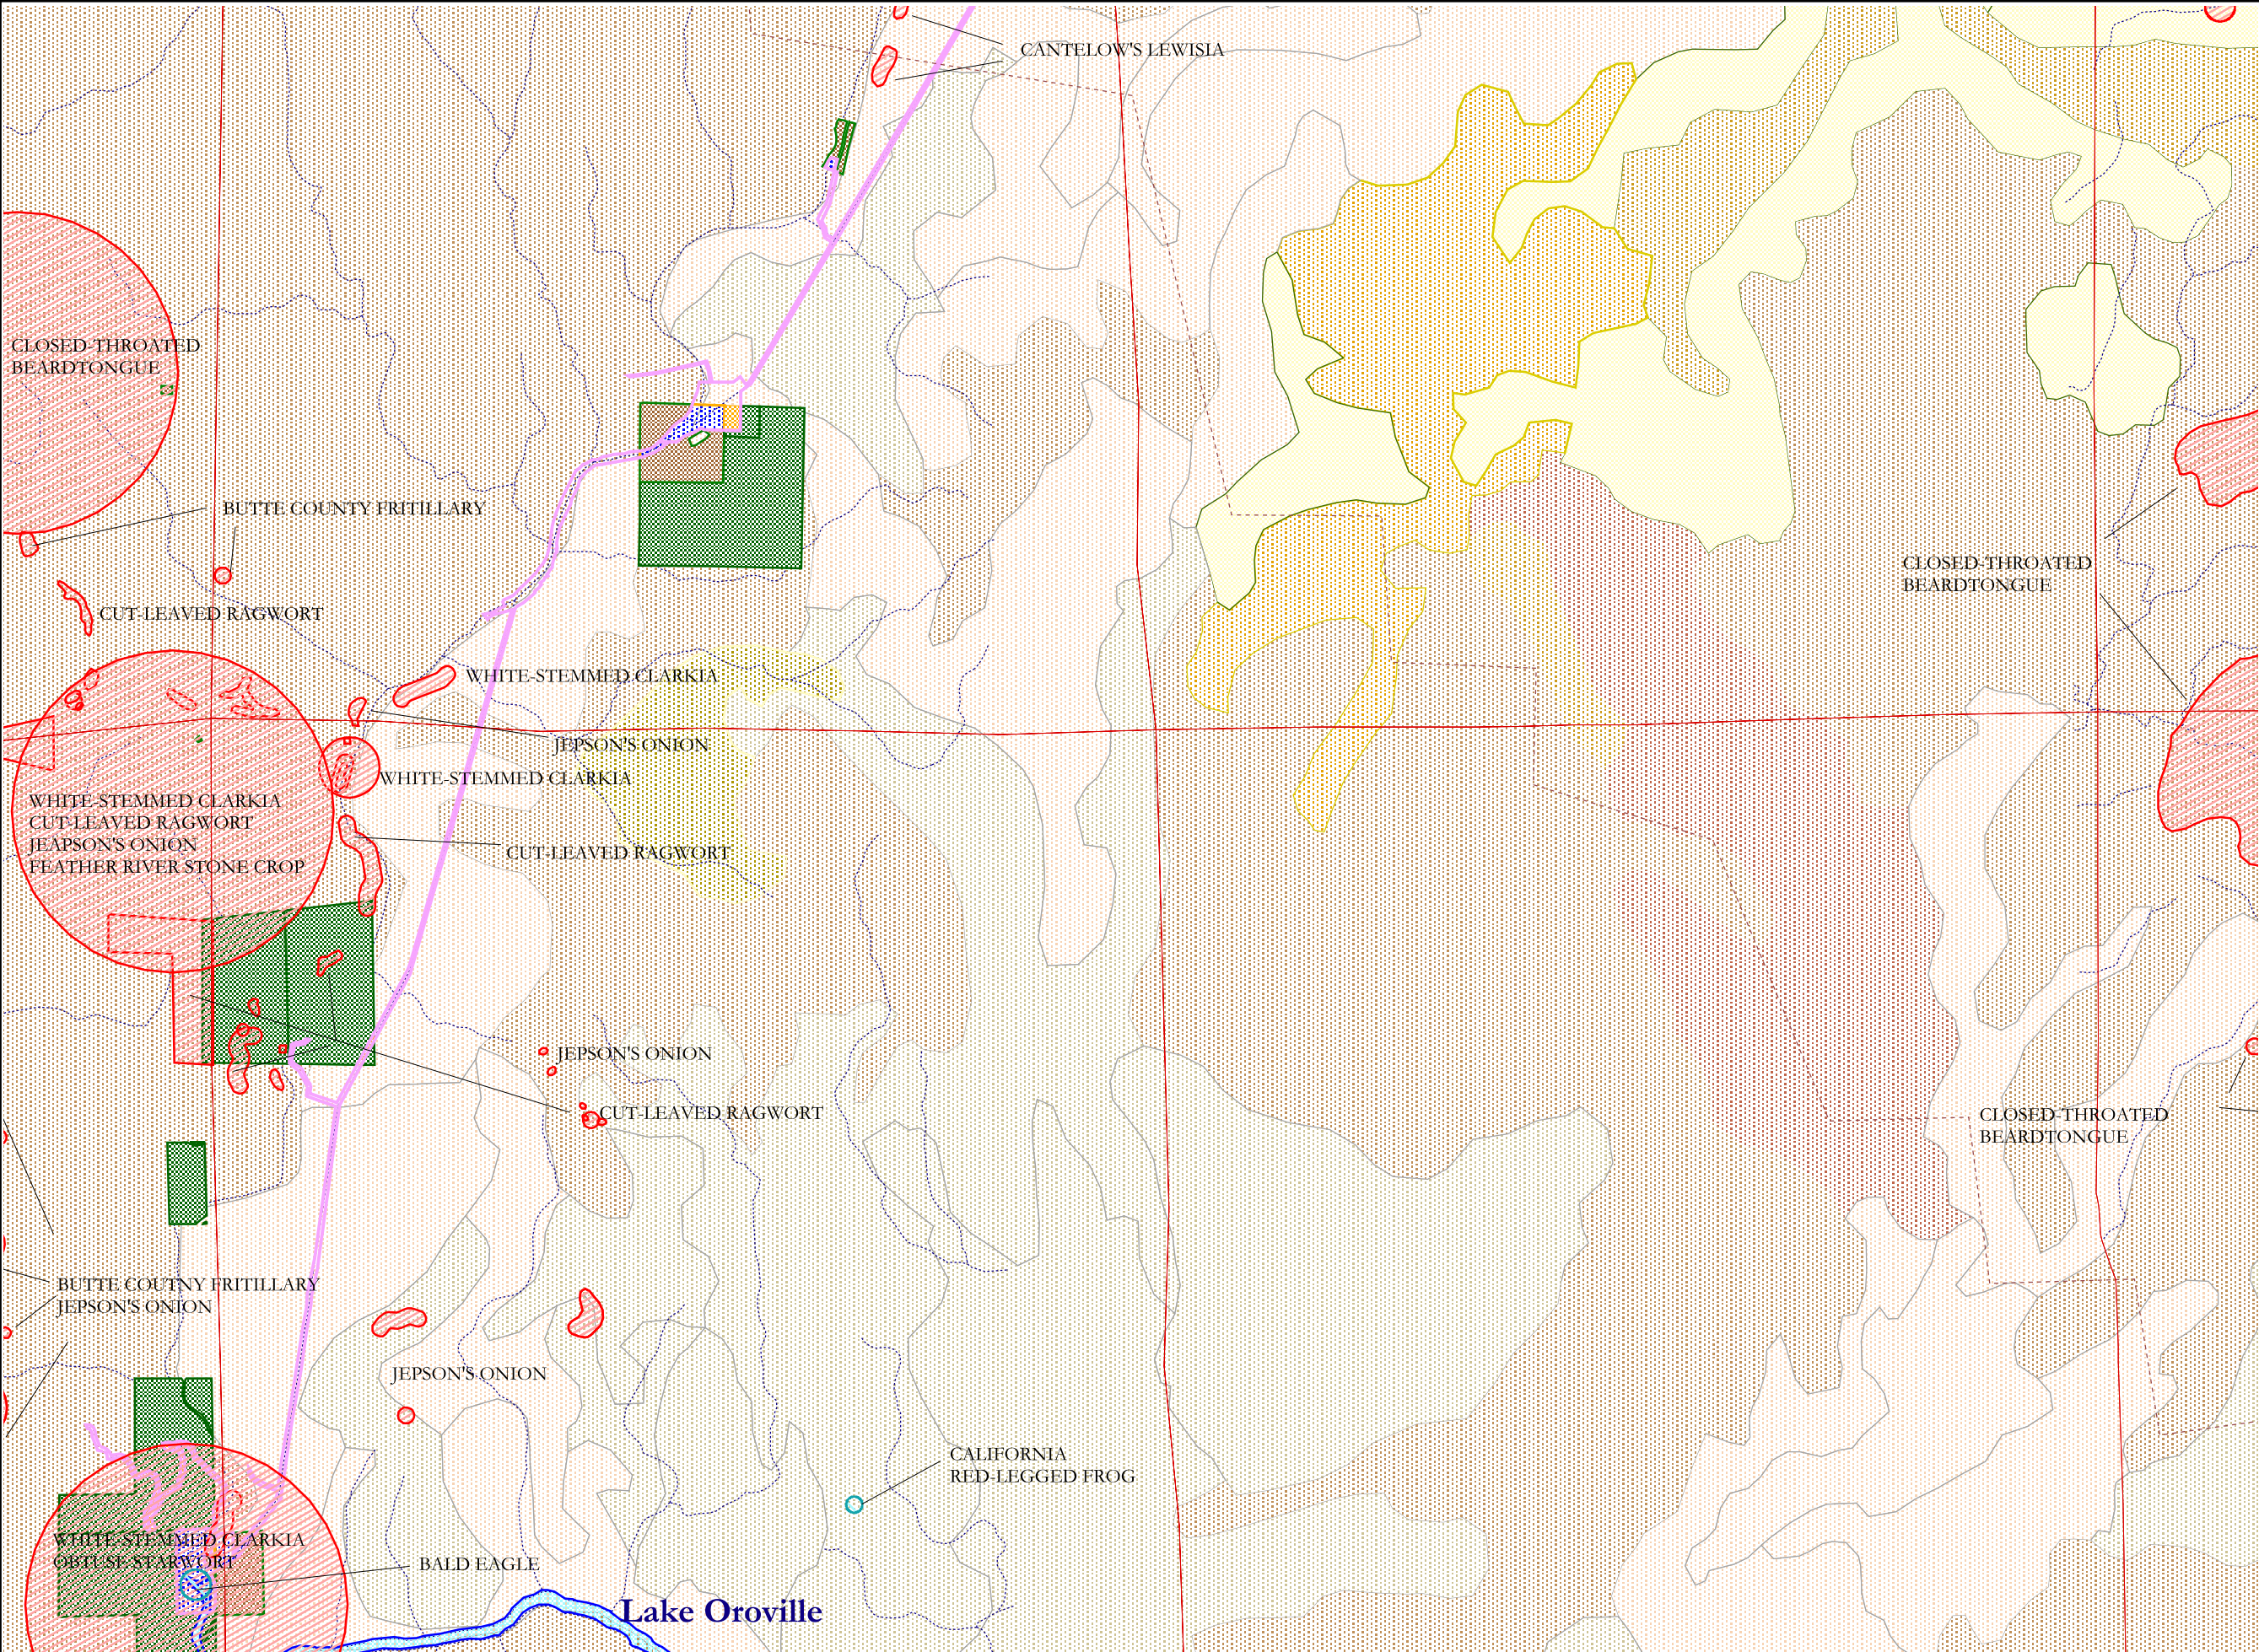 CANTELOW'S LEWISIA
CLOSED-THROATED
BEARDTONGUE
BUTTE COUNTY FRITILLARY
CLOSED-THROATED
BEARDTONGUE
CUT-LEAVED RAGWORT
WHITE-STEMMED CLARKIA
JEPSON'S ONION
WHITE-STEMMED CLARKIA
WHITE-STEMMED CLARKIA
CUT-LEAVED RAGWORT
JEAPSON'S ONION
FEATHER RIVER STONE CROP
CUT-LEAVED RAGWORT
JEPSON'S ONION
CUT-LEAVED RAGWORT
CLOSED-THROATED
BEARDTONGUE
BUTTE COUTNY FRITILLARY
JEPSON'S ONION
JEPSON'S ONION
CALIFORNIA
RED-LEGGED FROG
WHITE-STEMMED CLARKIA
OBTUSE STARWORT
BALD EAGLE
Lake Oroville